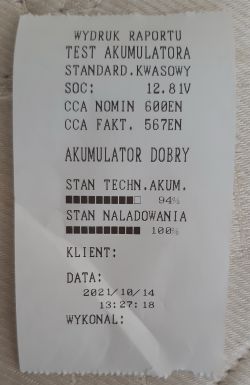 WYDRUK RAPORTU
TEST AKUMULATORA
STANDARD.KWASOWY
SOC: 12.81V
CCA NOMIN 600EN
CCA FAKT. 567EN
AKUMULATOR DOBRY
STAN TECHN.AKUM.
94%
STAN NALADOWANIA
100%
KLIENT:
DATA:
2021/10/14
13:27:18
WYKONAL: